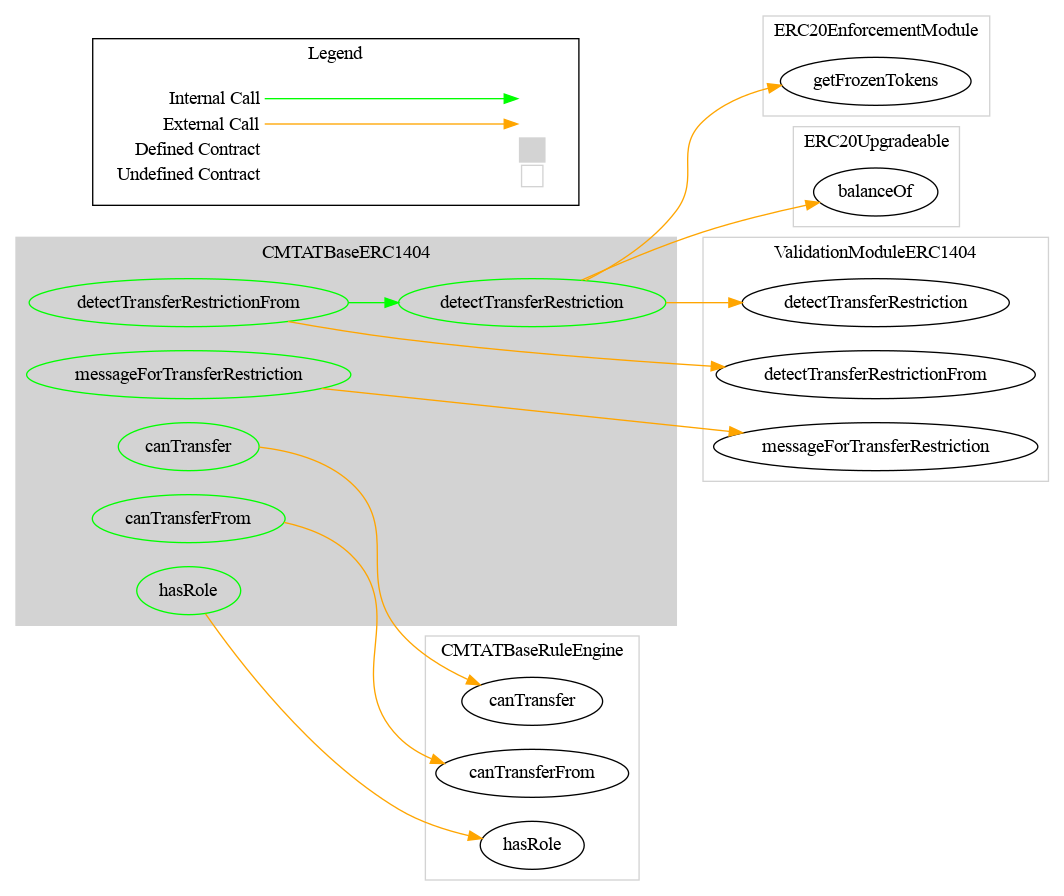 Legend
Internal Call
External Call
Defined Contract
Undefined Contract
ERC20EnforcementModule
getFrozenTokens
ERC20Upgradeable
balanceOf
CMTATBaseERC1404
detectTransferRestrictionFrom
detectTransferRestriction
messageForTransferRestriction
canTransfer
canTransferFrom
hasRole
ValidationModuleERC1404
detectTransferRestriction
detectTransferRestrictionFrom
messageForTransferRestriction
CMTATBaseRuleEngine
canTransfer
canTransferFrom
hasRole